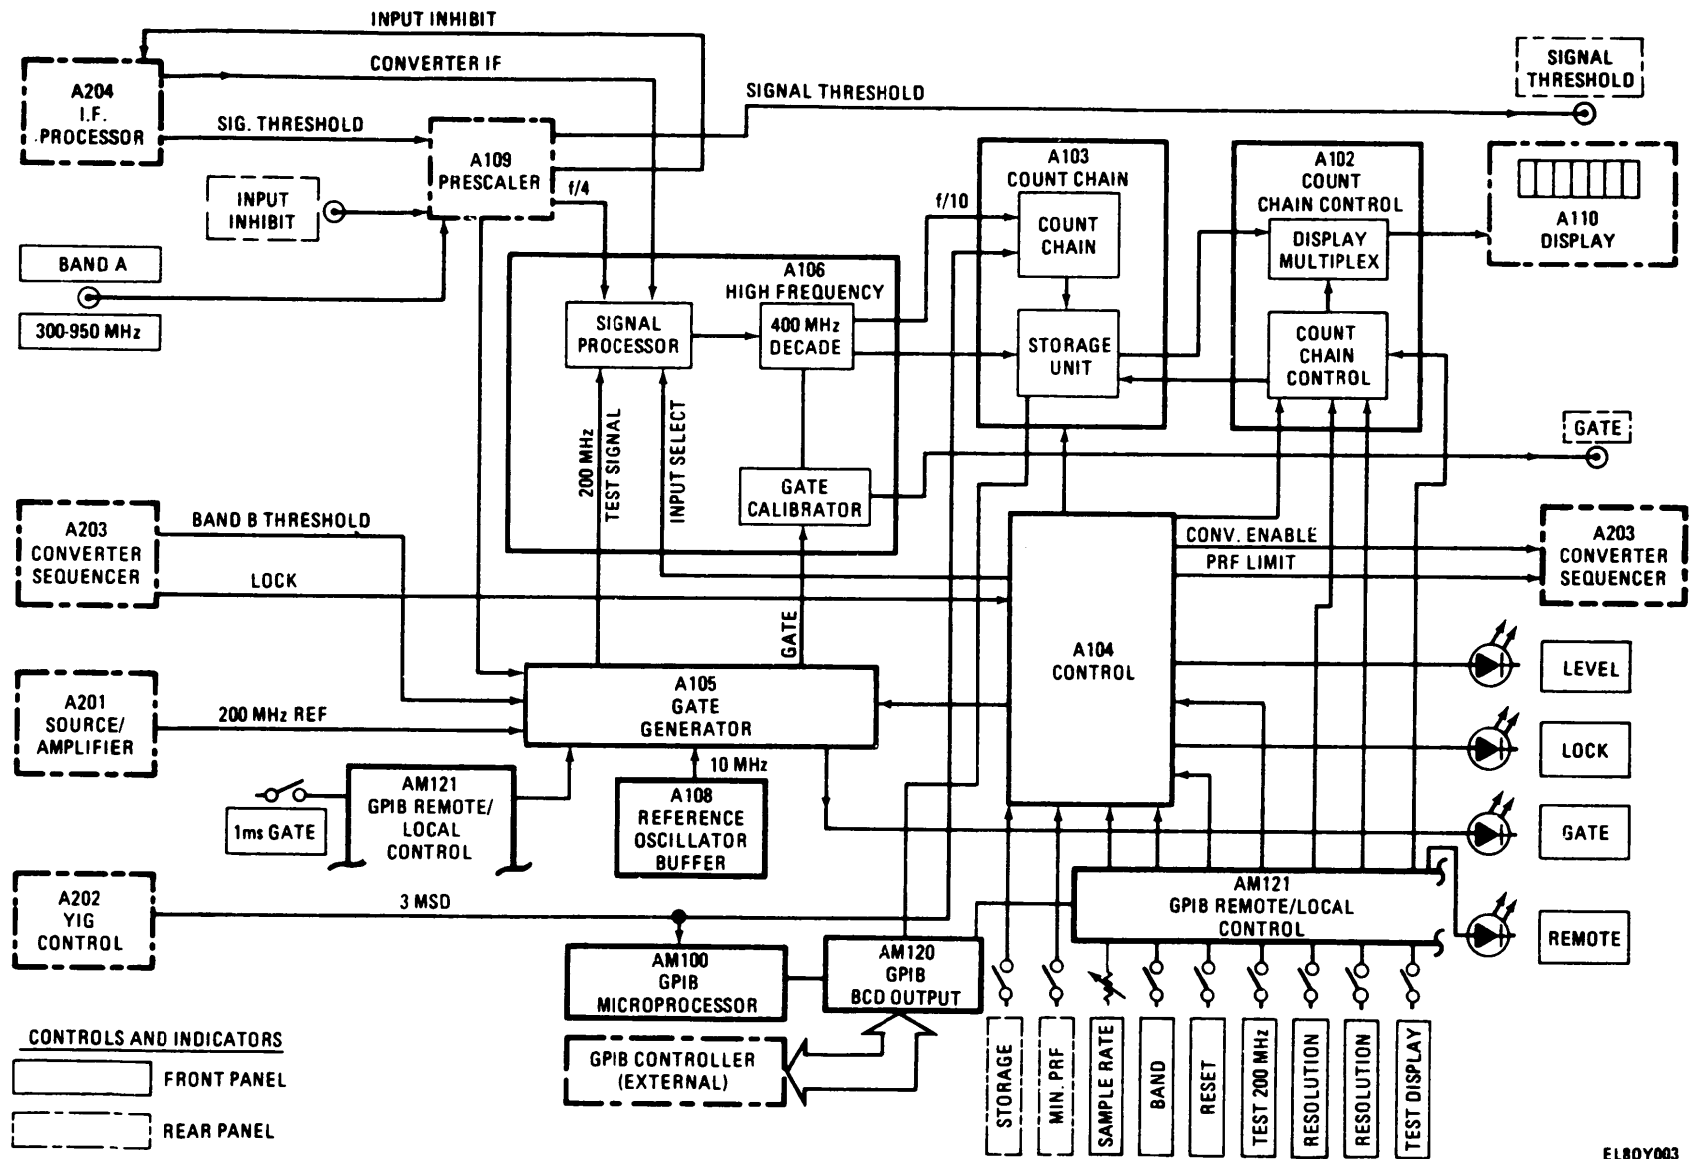 INPUT INHIBIT
CONVERTER IF
A204
I.F.
PROCESSOR
SIG. THRESHOLD
SIGNAL THRESHOLD
SIGNAL
THRESHOLD
A109
PRESCALER
f/4
INPUT
INHIBIT
BAND A
300-950 MHz
A103
COUNT CHAIN
f/10
COUNT
CHAIN
STORAGE
UNIT
A102
COUNT
CHAIN CONTROL
DISPLAY
MULTIPLEX
COUNT
CHAIN
CONTROL
A110
DISPLAY
A106
HIGH FREQUENCY
SIGNAL
PROCESSOR
400 MHz
DECADE
200 MHz
TEST SIGNAL
INPUT SELECT
GATE
CALIBRATOR
GATE
GATE
A203
CONVERTER
SEQUENCER
BAND B THRESHOLD
LOCK
CONV. ENABLE
PRF LIMIT
A203
CONVERTER
SEQUENCER
A104
CONTROL
LEVEL
LOCK
GATE
REMOTE
A201
SOURCE/
AMPLIFIER
200 MHz REF
A105
GATE
GENERATOR
10 MHz
A108
REFERENCE
OSCILLATOR
BUFFER
1ms GATE
AM121
GPIB REMOTE/
LOCAL
CONTROL
A202
YIG
CONTROL
3 MSD
AM100
GPIB
MICROPROCESSOR
AM120
GPIB
BCD OUTPUT
GPIB CONTROLLER
(EXTERNAL)
AM121
GPIB REMOTE/LOCAL
CONTROL
STORAGE
MIN. PRF
SAMPLE RATE
BAND
RESET
TEST 200 MHz
RESOLUTION
RESOLUTION
TEST DISPLAY
CONTROLS AND INDICATORS
FRONT PANEL
REAR PANEL
EL8OY003